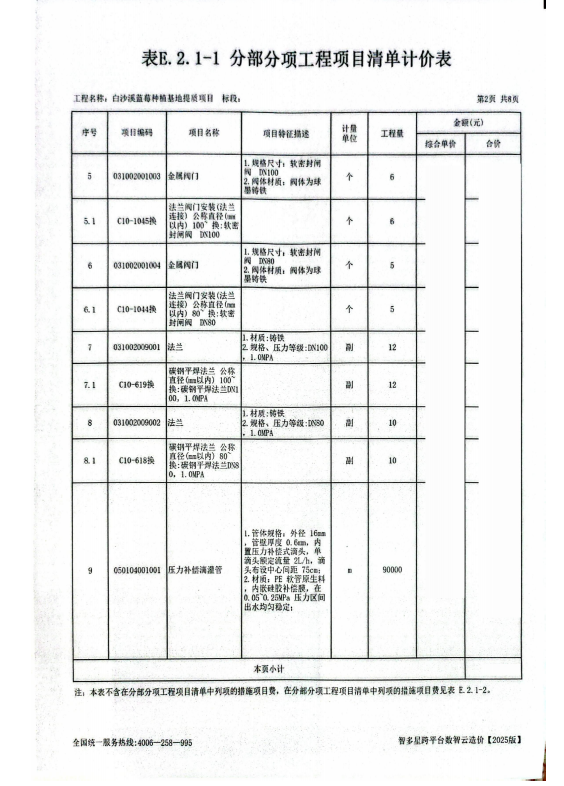 表E.2.1-1 分部分项工程项目清单计价表
工程名称：白沙溪蓝莓种植基地提质项目 标段： 第2页 共8页
序号 项目编码 项目名称 项目特征描述 计量单位 工程量 金额(元)
综合单价 合价
5 031002001003 金属阀门 1.规格尺寸：软密封闸阀 DN100 2.阀体材质：阀体为球墨铸铁 个 6
5.1 C10-1045换 法兰阀门安装(法兰连接) 公称直径(mm以内) 100~ 换:软密封闸阀 DN100 个 6
6 031002001004 金属阀门 1.规格尺寸：软密封闸阀 DN80 2.阀体材质：阀体为球墨铸铁 个 5
6.1 C10-1044换 法兰阀门安装(法兰连接) 公称直径(mm以内) 80~ 换:软密封闸阀 DN80 个 5
7 031002009001 法兰 1.材质:铸铁 2.规格、压力等级:DN100，1.0MPA 副 12
7.1 C10-619换 碳钢平焊法兰 公称直径(mm以内) 100~ 换:碳钢平焊法兰DN100，1.0MPA 副 12
8 031002009002 法兰 1.材质:铸铁 2.规格、压力等级:DN80，1.0MPA 副 10
8.1 C10-618换 碳钢平焊法兰 公称直径(mm以内) 80~ 换:碳钢平焊法兰DN80，1.0MPA 副 10
9 050104001001 压力补偿滴灌管 1.管体规格：外径 16mm，管壁厚度 0.6mm，内置压力补偿式滴头，单滴头额定流量 2L/h，滴头布设中心间距 75cm； 2.材质：PE 软管原生料，内嵌硅胶补偿膜，在0.05~0.25MPa 压力区间出水均匀稳定； m 90000
本页小计
注：本表不含在分部分项工程项目清单中列项的措施项目费，在分部分项工程项目清单中列项的措施项目费见表 E.2.1-2。
全国统一服务热线:4006-258-995 智多星跨平台数智云造价【2025版】